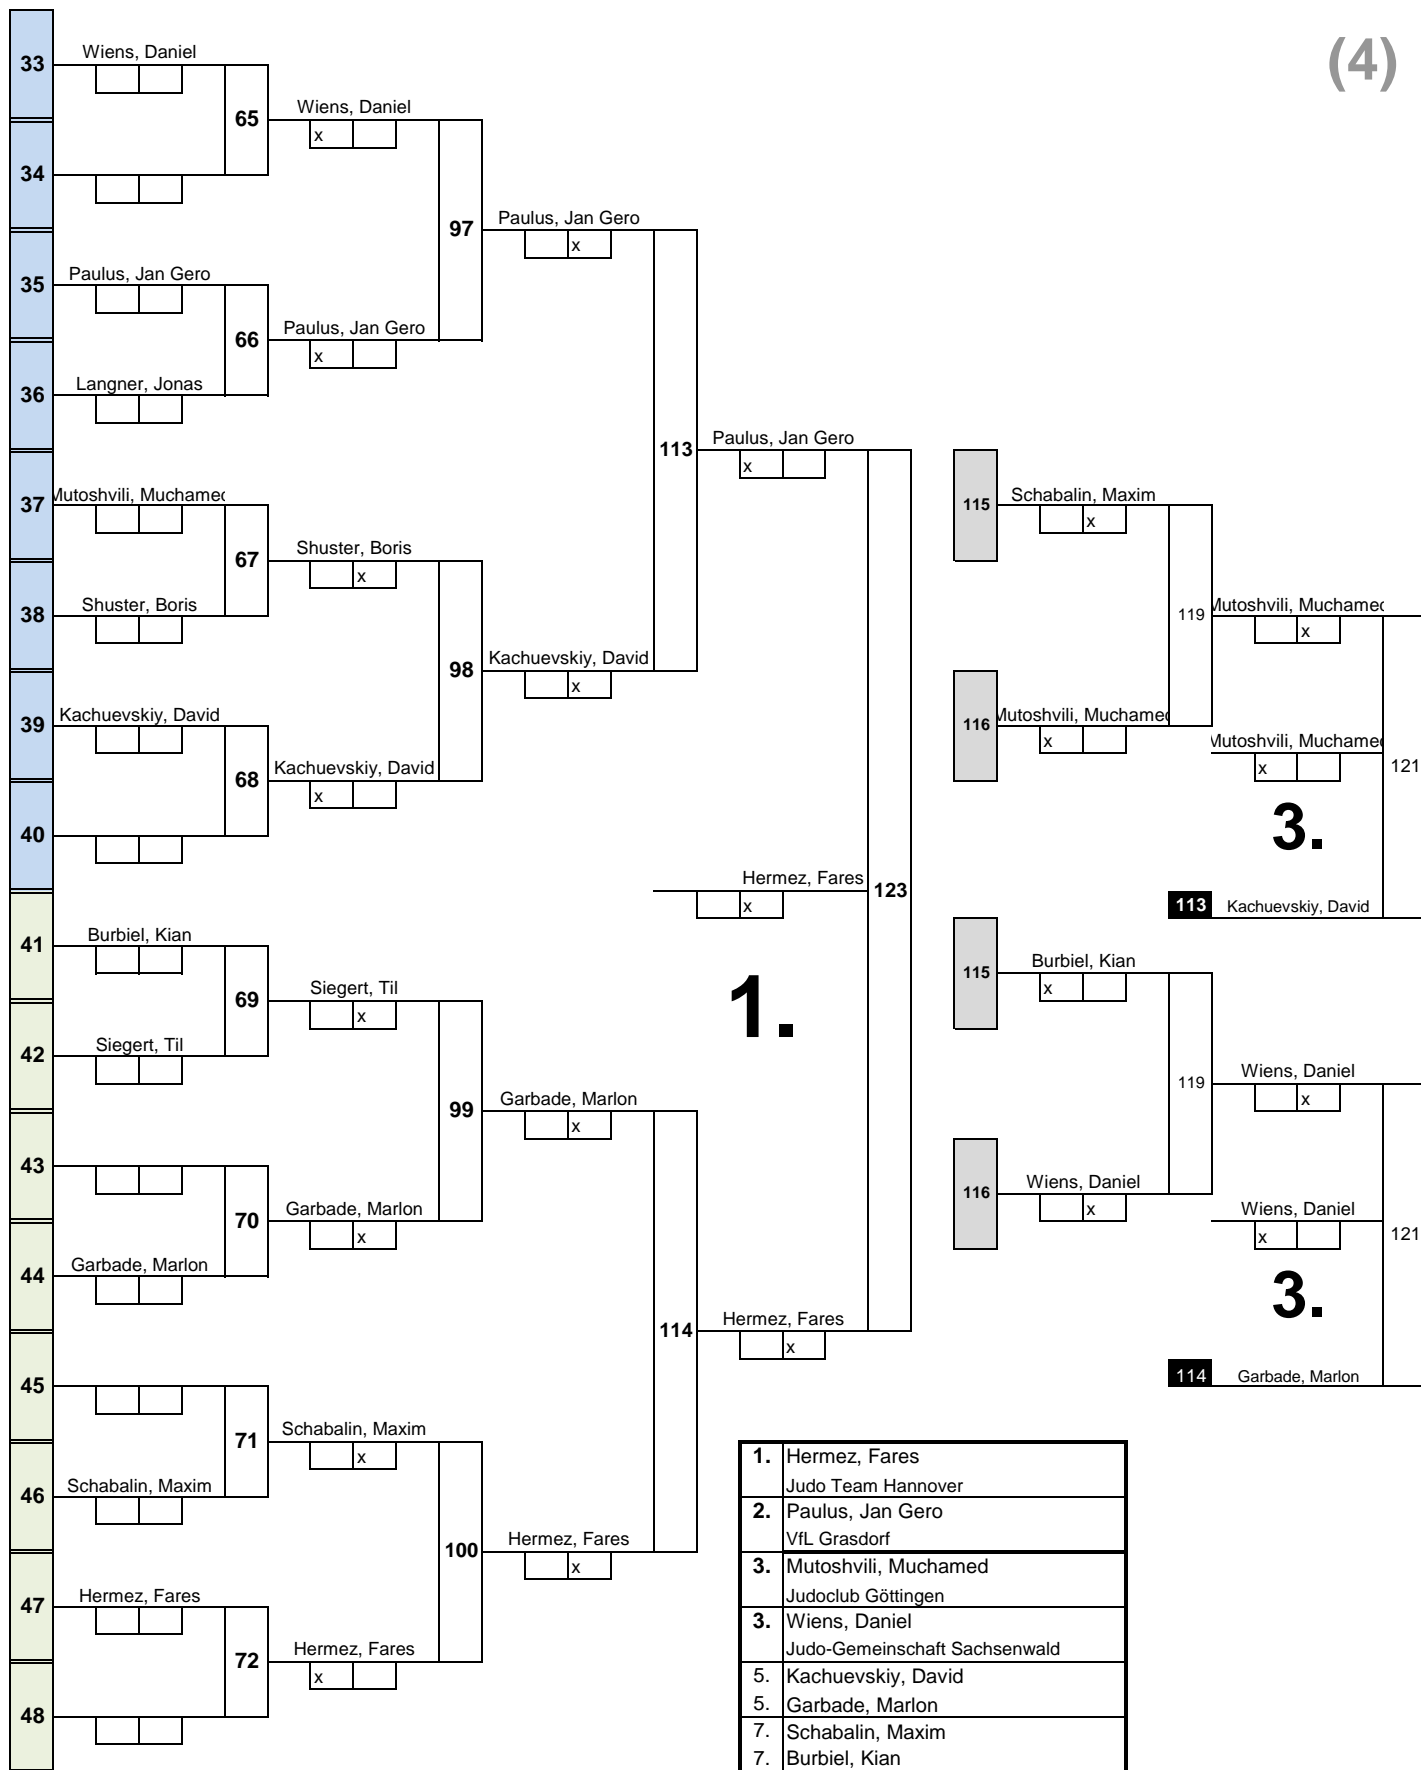 (4)
33
Wiens, Daniel
65
Wiens, Daniel
x
34
97
Paulus, Jan Gero
x
35
Paulus, Jan Gero
66
Paulus, Jan Gero
x
36
Langner, Jonas
113
Paulus, Jan Gero
x
37
Mutoshvili, Muchamed
67
Shuster, Boris
x
38
Shuster, Boris
98
Kachuevskiy, David
x
39
Kachuevskiy, David
68
Kachuevskiy, David
x
40
123
Hermez, Fares
x
1.
41
Burbiel, Kian
69
Siegert, Til
x
42
Siegert, Til
99
Garbade, Marlon
x
43
70
Garbade, Marlon
x
44
Garbade, Marlon
114
Hermez, Fares
x
45
71
Schabalin, Maxim
x
46
Schabalin, Maxim
100
Hermez, Fares
x
47
Hermez, Fares
72
Hermez, Fares
x
48
115
Schabalin, Maxim
x
119
Mutoshvili, Muchamed
x
116
Mutoshvili, Muchamed
x
Mutoshvili, Muchamed
x
121
3.
113 Kachuevskiy, David
115
Burbiel, Kian
x
119
Wiens, Daniel
x
116
Wiens, Daniel
x
Wiens, Daniel
x
121
3.
114 Garbade, Marlon
1. Hermez, Fares
Judo Team Hannover
2. Paulus, Jan Gero
VfL Grasdorf
3. Mutoshvili, Muchamed
Judoclub Göttingen
3. Wiens, Daniel
Judo-Gemeinschaft Sachsenwald
5. Kachuevskiy, David
5. Garbade, Marlon
7. Schabalin, Maxim
7. Burbiel, Kian